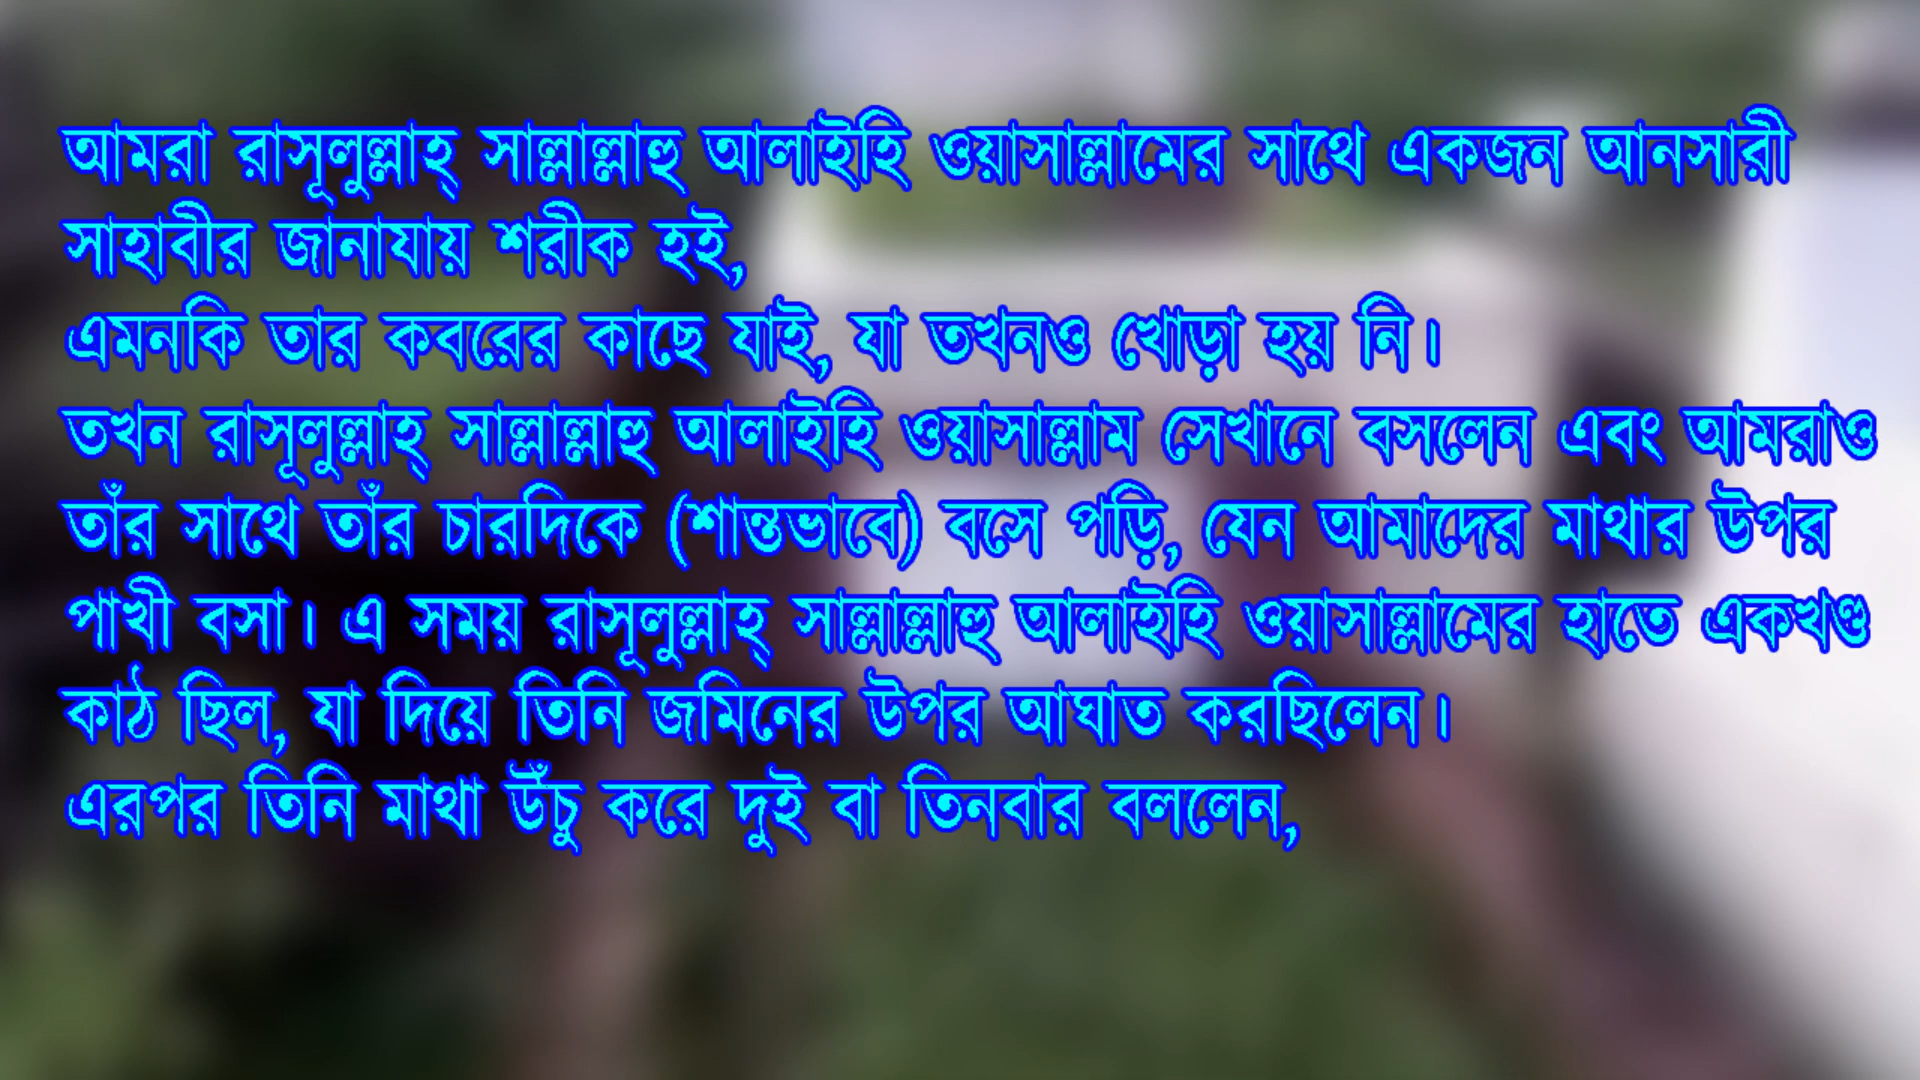 আমরা রাসূলুল্লাহ্ সাল্লাল্লাহু আলাইহি ওয়াসাল্লামের সাথে একজন আনসারী
সাহাবীর জানাযায় শরীক হই,
এমনকি তার কবরের কাছে যাই, যা তখনও খোড়া হয় নি।
তখন রাসূলুল্লাহ্ সাল্লাল্লাহু আলাইহি ওয়াসাল্লাম সেখানে বসলেন এবং আমরাও
তাঁর সাথে তাঁর চারদিকে (শান্তভাবে) বসে পড়ি, যেন আমাদের মাথার উপর
পাখী বসা। এ সময় রাসূলুল্লাহ্ সাল্লাল্লাহু আলাইহি ওয়াসাল্লামের হাতে একখণ্ড
কাঠ ছিল, যা দিয়ে তিনি জমিনের উপর আঘাত করছিলেন।
এরপর তিনি মাথা উঁচু করে দুই বা তিনবার বললেন,